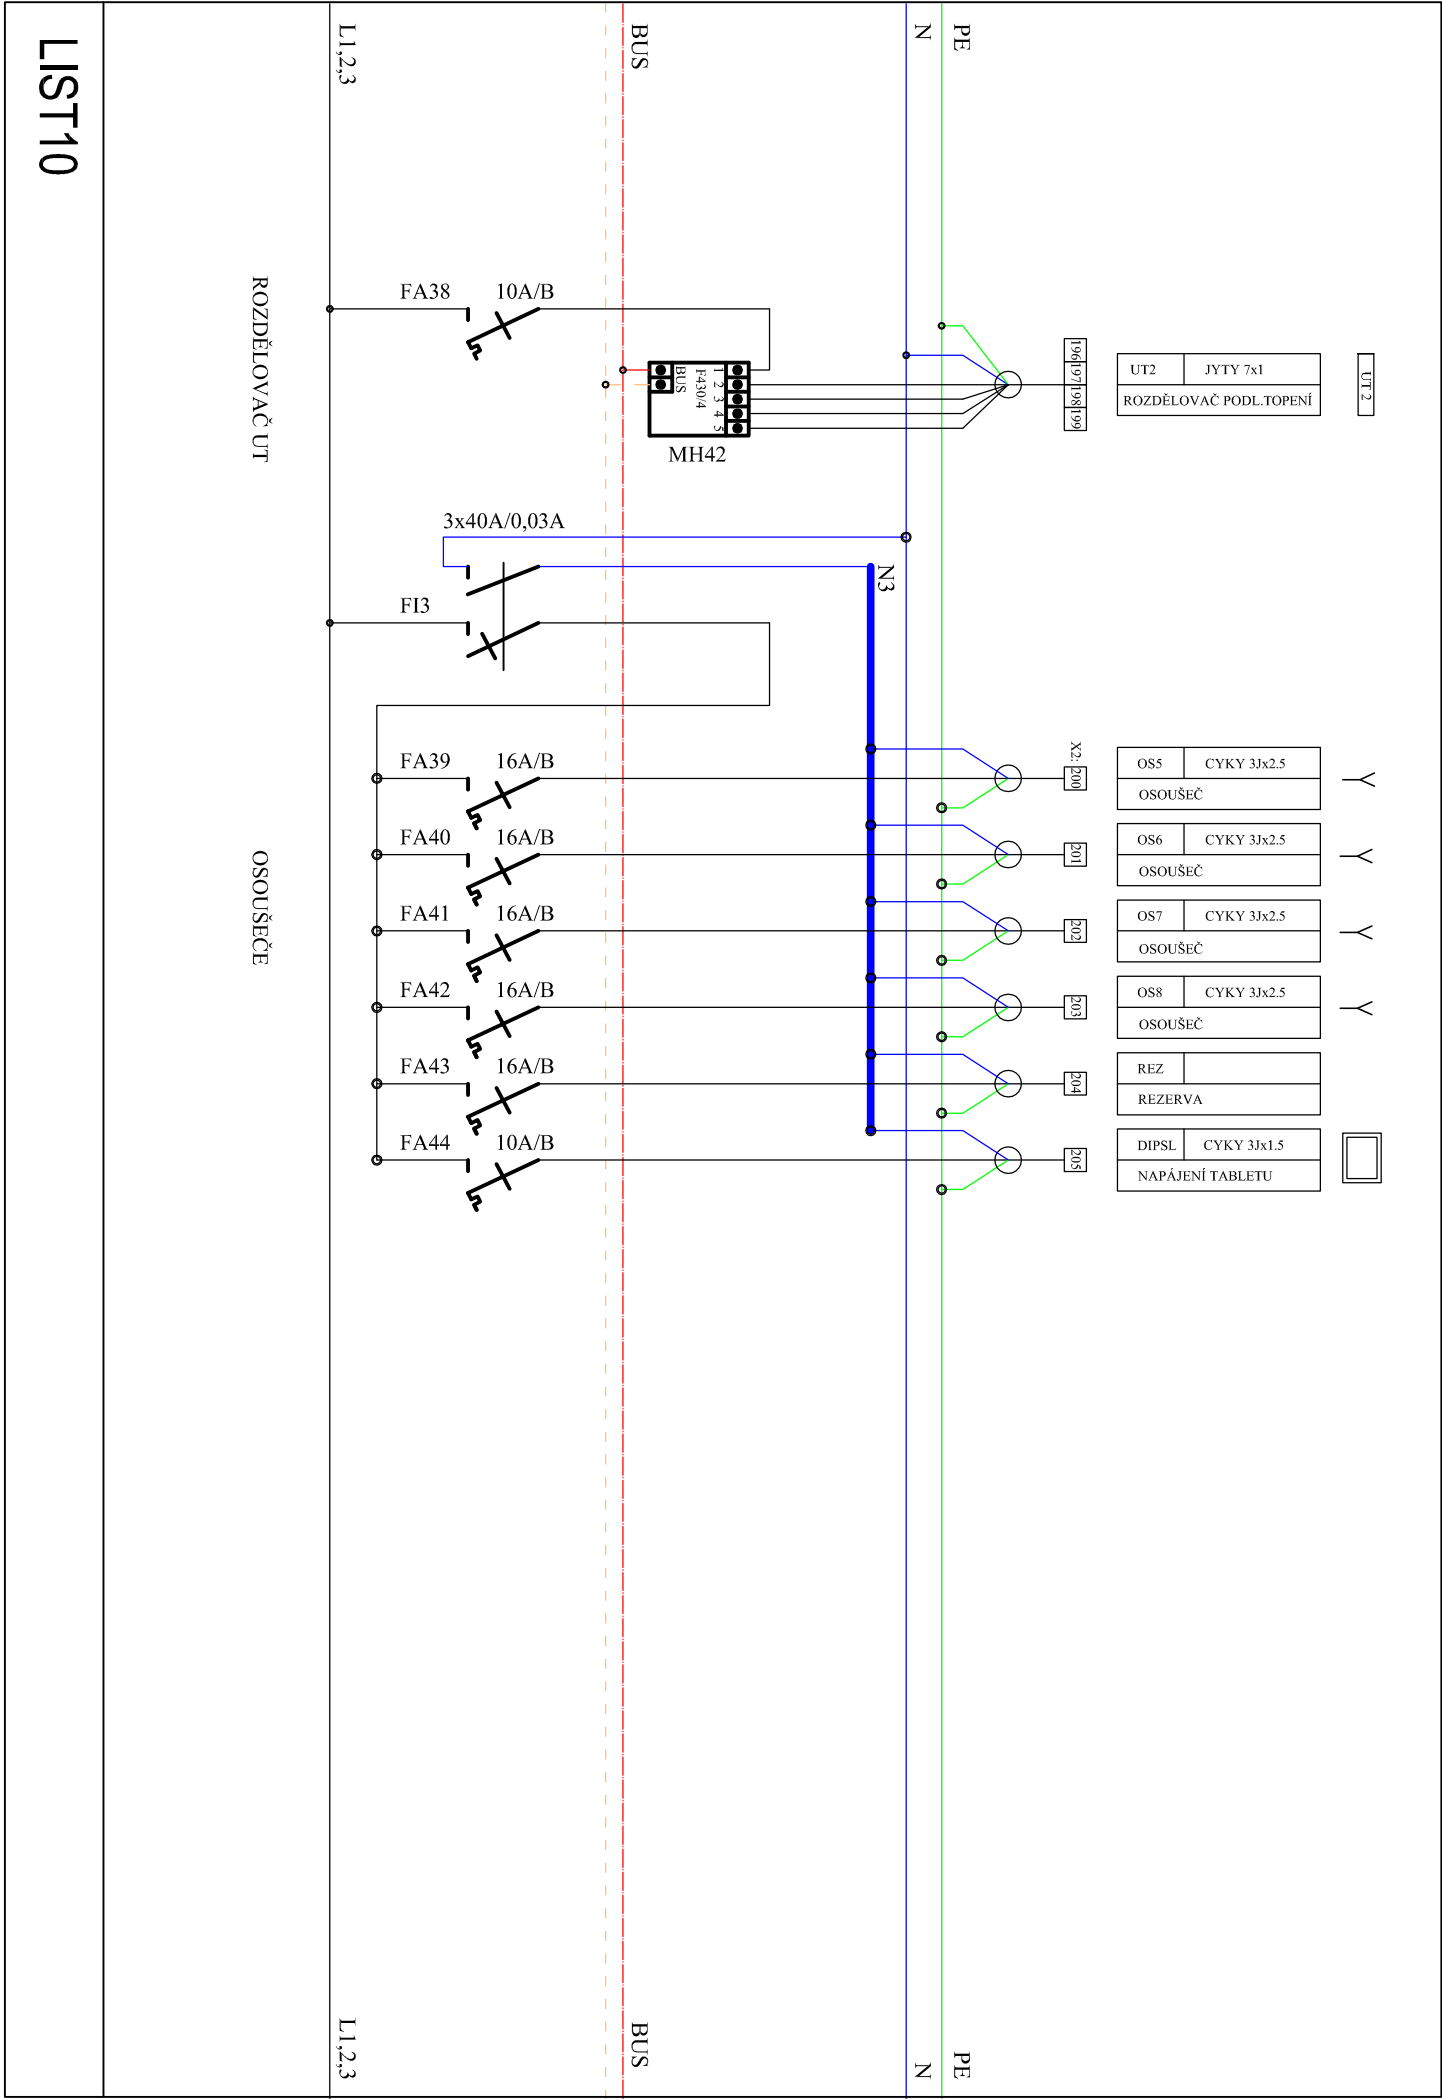 LIST10
L1,2,3
BUS
N
PE
FA38
10A/B
BUS
F430/4
1 2 3 4 5
MH42
196 197 198 199
UT2
JYTY 7x1
ROZDĚLOVAČ PODL.TOPENÍ
UT 2
ROZDĚLOVAČ UT
3x40A/0,03A
FI3
N3
X2:
FA39
16A/B
200
OS5
CYKY 3Jx2.5
OSOUŠEČ
FA40
16A/B
201
OS6
CYKY 3Jx2.5
OSOUŠEČ
FA41
16A/B
202
OS7
CYKY 3Jx2.5
OSOUŠEČ
FA42
16A/B
203
OS8
CYKY 3Jx2.5
OSOUŠEČ
FA43
16A/B
204
REZ
REZERVA
FA44
10A/B
205
DIPSL
CYKY 3Jx1.5
NAPÁJENÍ TABLETU
OSOUŠEČE
L1,2,3
BUS
N
PE